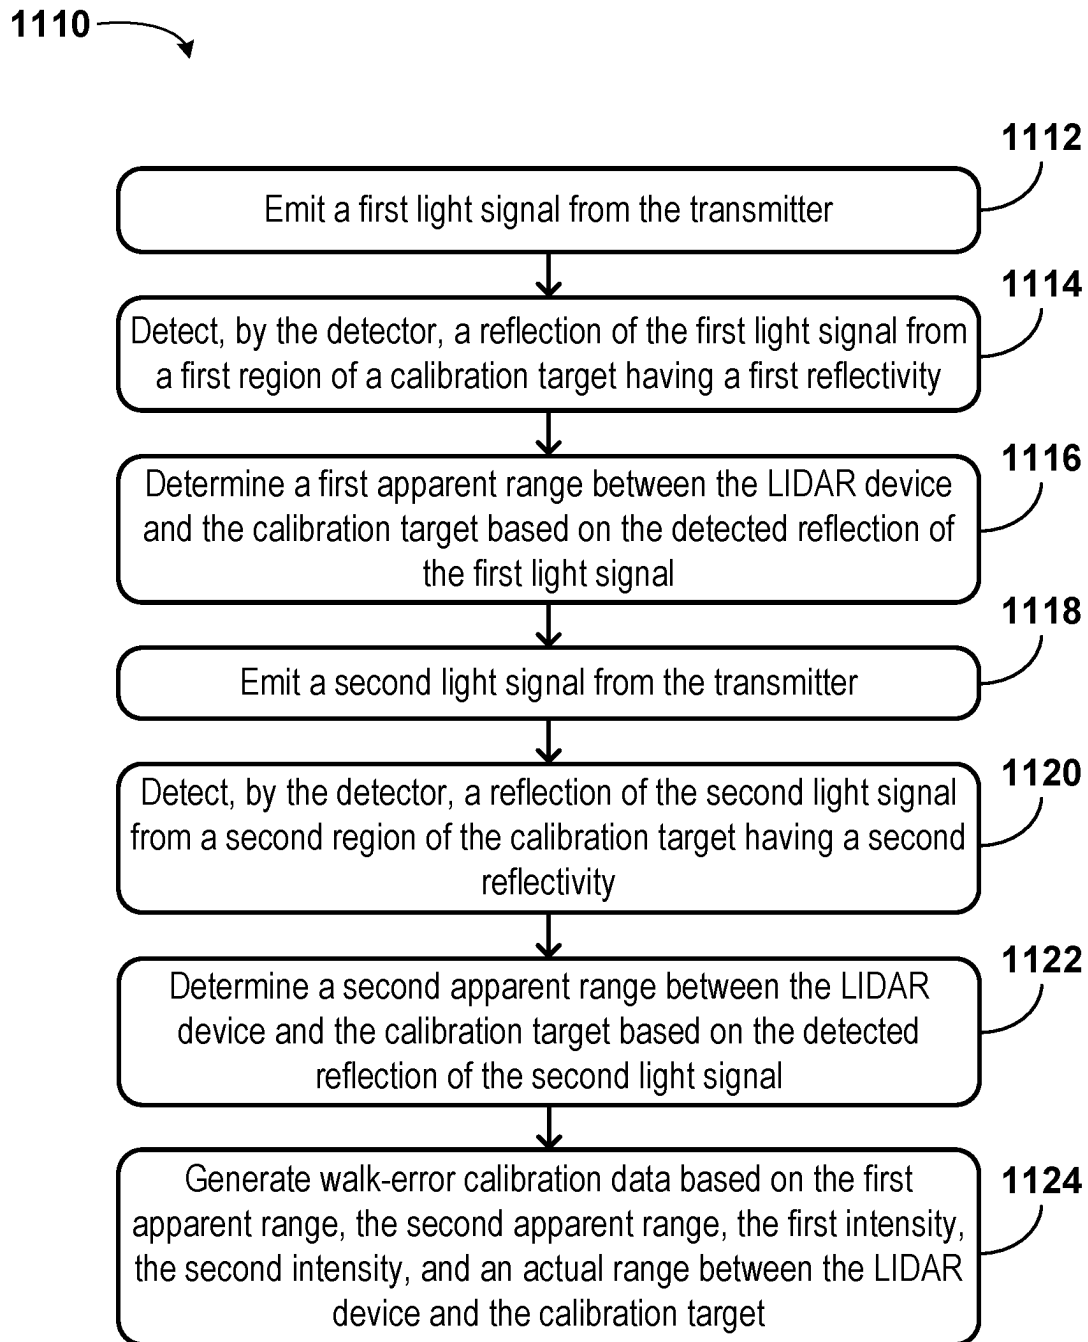 1110
1112
Emit a first light signal from the transmitter
1114
Detect, by the detector, a reflection of the first light signal from
a first region of a calibration target having a first reflectivity
1116
Determine a first apparent range between the LIDAR device
and the calibration target based on the detected reflection of
the first light signal
1118
Emit a second light signal from the transmitter
1120
Detect, by the detector, a reflection of the second light signal
from a second region of the calibration target having a second
reflectivity
1122
Determine a second apparent range between the LIDAR
device and the calibration target based on the detected
reflection of the second light signal
1124
Generate walk-error calibration data based on the first
apparent range, the second apparent range, the first intensity,
the second intensity, and an actual range between the LIDAR
device and the calibration target